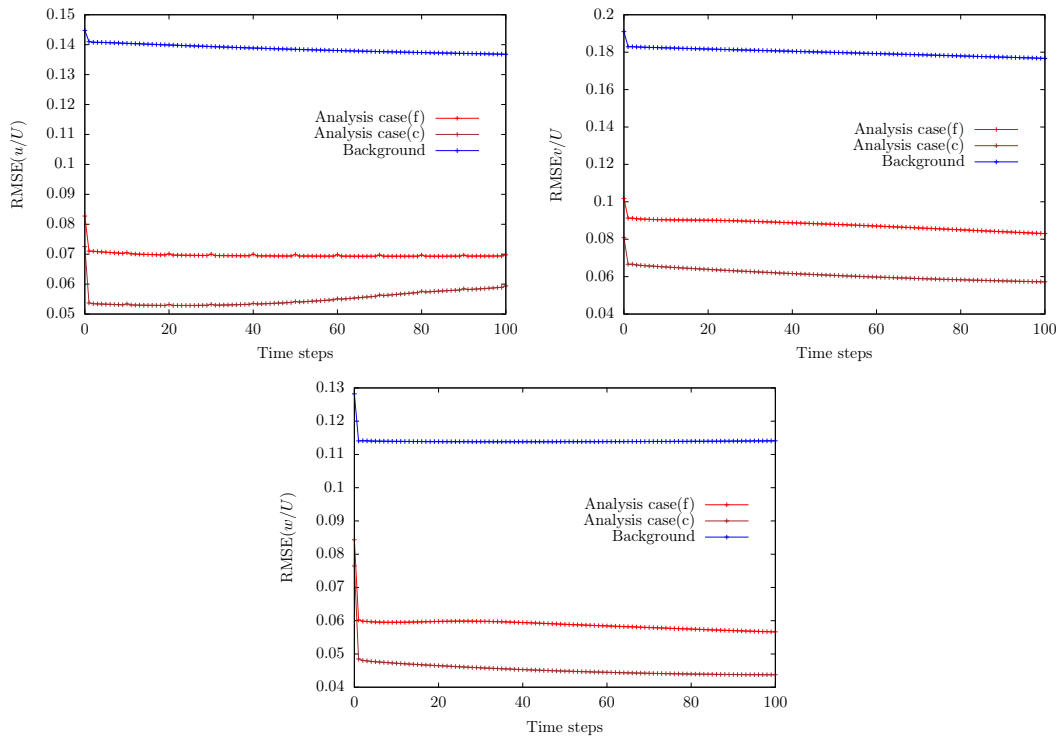 0.15
0.14
0.13
0.12
0.11
0.1
0.09
0.08
0.07
0.06
0.05
RMSE(u/U)
Analysis case(f)
Analysis case(c)
Background
0 20 40 60 80 100
Time steps
0.2
0.18
0.16
0.14
0.12
0.1
0.08
0.06
0.04
RMSEv/U
Analysis case(f)
Analysis case(c)
Background
0 20 40 60 80 100
Time steps
0.13
0.12
0.11
0.1
0.09
0.08
0.07
0.06
0.05
0.04
RMSE(w/U)
Analysis case(f)
Analysis case(c)
Background
0 20 40 60 80 100
Time steps